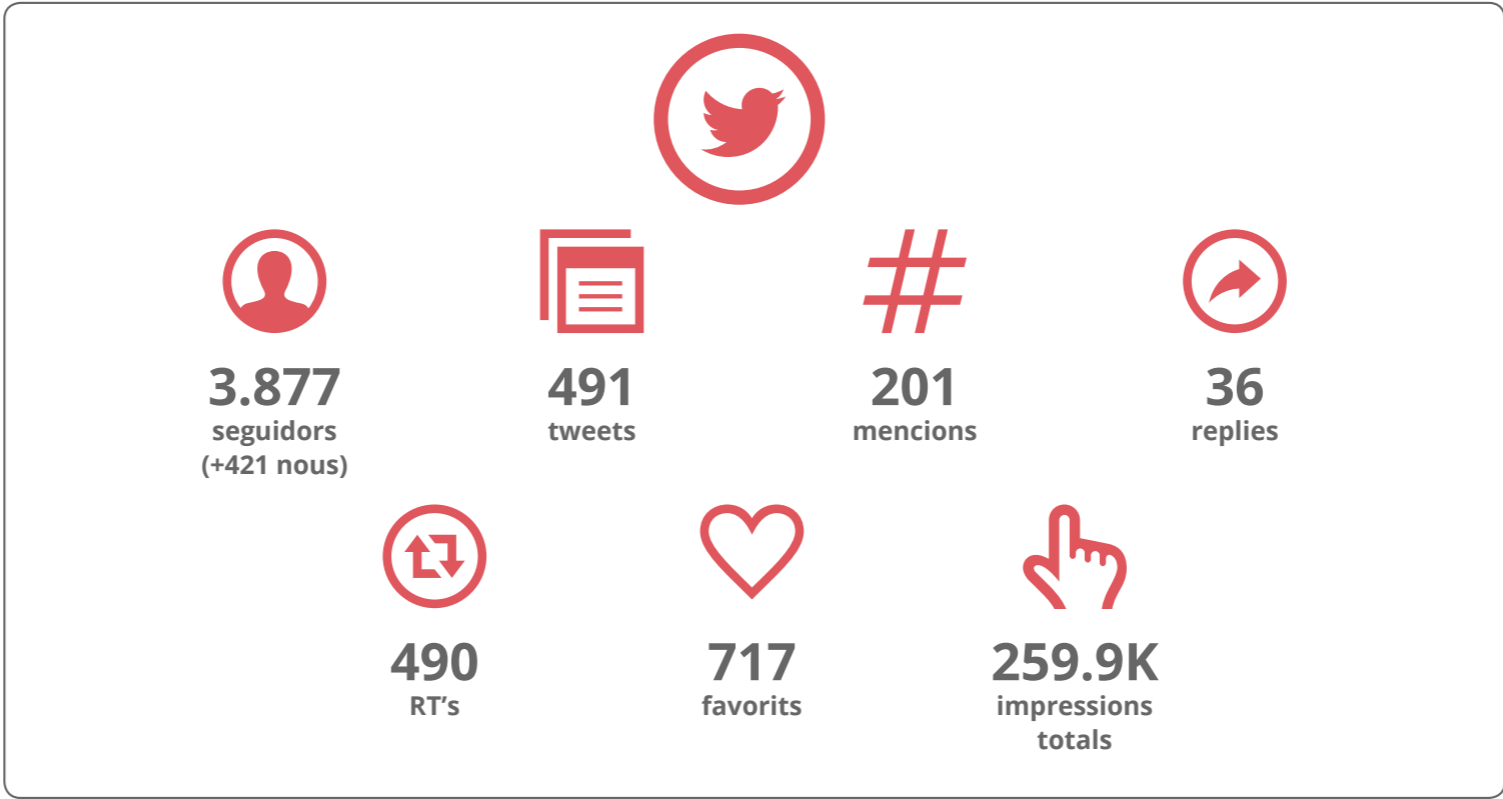 3.877
seguidors
(+421 nous)
491
tweets
#
201
mencions
36
replies
490
RT’s
717
favorits
259.9K
impressions
totals